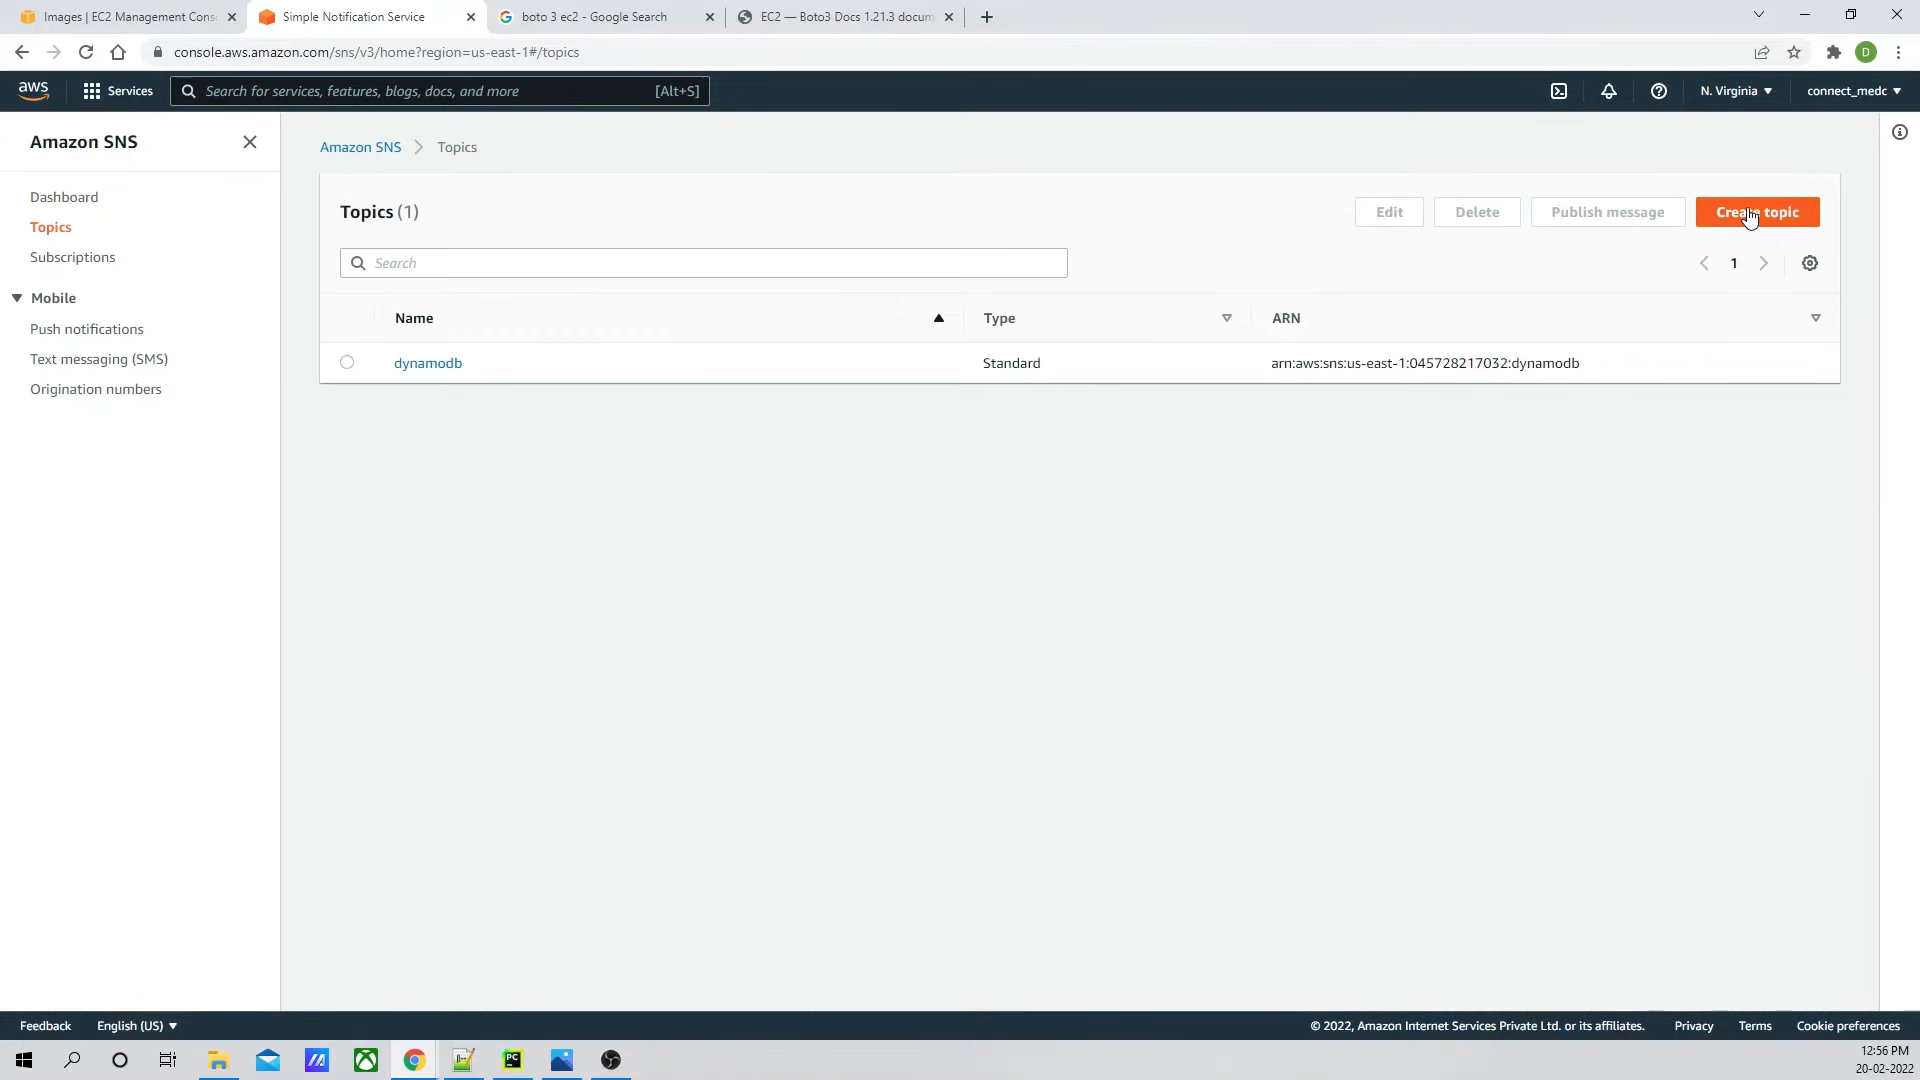 Images | EC2 Management Cons
Simple Notification Service
boto 3 ec2 - Google Search
EC2 — Boto3 Docs 1.21.3 docum
console.aws.amazon.com/sns/v3/home?region=us-east-1#/topics
D
aws
Services
Search for services, features, blogs, docs, and more
[Alt+S]
N. Virginia
connect_medc
Amazon SNS
Dashboard
Topics
Subscriptions
Mobile
Push notifications
Text messaging (SMS)
Origination numbers
Amazon SNS
Topics
Topics (1)
Edit
Delete
Publish message
Create topic
Search
1
Name
Type
ARN
dynamodb
Standard
arn:aws:sns:us-east-1:045728217032:dynamodb
Feedback
English (US)
© 2022, Amazon Internet Services Private Ltd. or its affiliates.
Privacy
Terms
Cookie preferences
PC
12:56 PM
20-02-2022